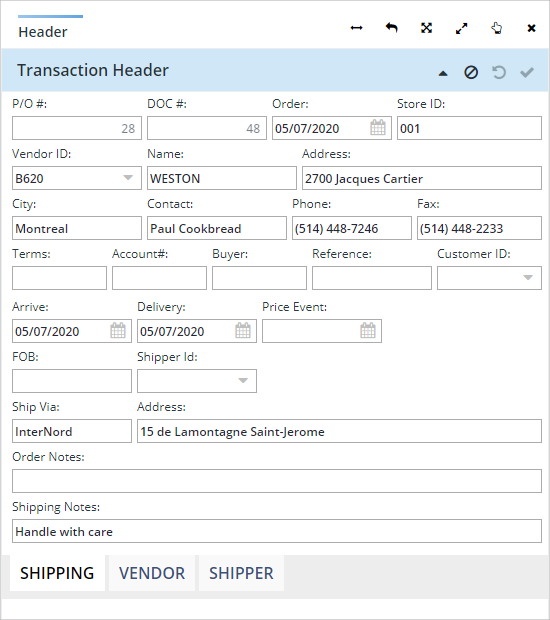 Header
Transaction Header
P/O #: DOC #: Order: Store ID:
28 48 05/07/2020 001
Vendor ID: Name: Address:
B620 WESTON 2700 Jacques Cartier
City: Contact: Phone: Fax:
Montreal Paul Cookbread (514) 448-7246 (514) 448-2233
Terms: Account#: Buyer: Reference: Customer ID:
Arrive: Delivery: Price Event:
05/07/2020 05/07/2020
FOB: Shipper Id:
Ship Via: Address:
InterNord 15 de Lamontagne Saint-Jerome
Order Notes:
Shipping Notes:
Handle with care
SHIPPING VENDOR SHIPPER